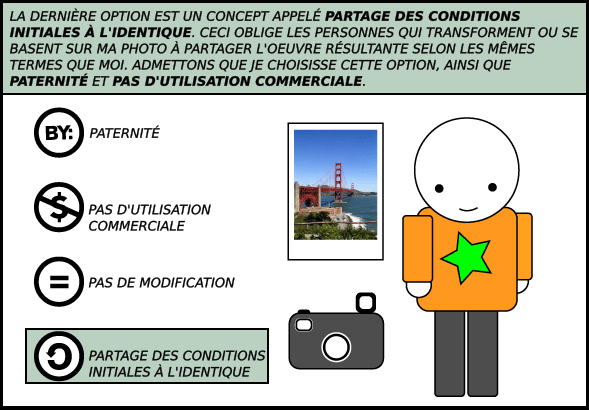 LA DERNIÈRE OPTION EST UN CONCEPT APPELÉ PARTAGE DES CONDITIONS
INITIALES À L'IDENTIQUE. CECI OBLIGE LES PERSONNES QUI TRANSFORMENT OU SE
BASENT SUR MA PHOTO À PARTAGER L'OEUVRE RÉSULTANTE SELON LES MÊMES
TERMES QUE MOI. ADMETTONS QUE JE CHOISISSE CETTE OPTION, AINSI QUE
PATERNITÉ ET PAS D'UTILISATION COMMERCIALE.
BY: PATERNITÉ
$ PAS D'UTILISATION
COMMERCIALE
= PAS DE MODIFICATION
PARTAGE DES CONDITIONS
INITIALES À L'IDENTIQUE